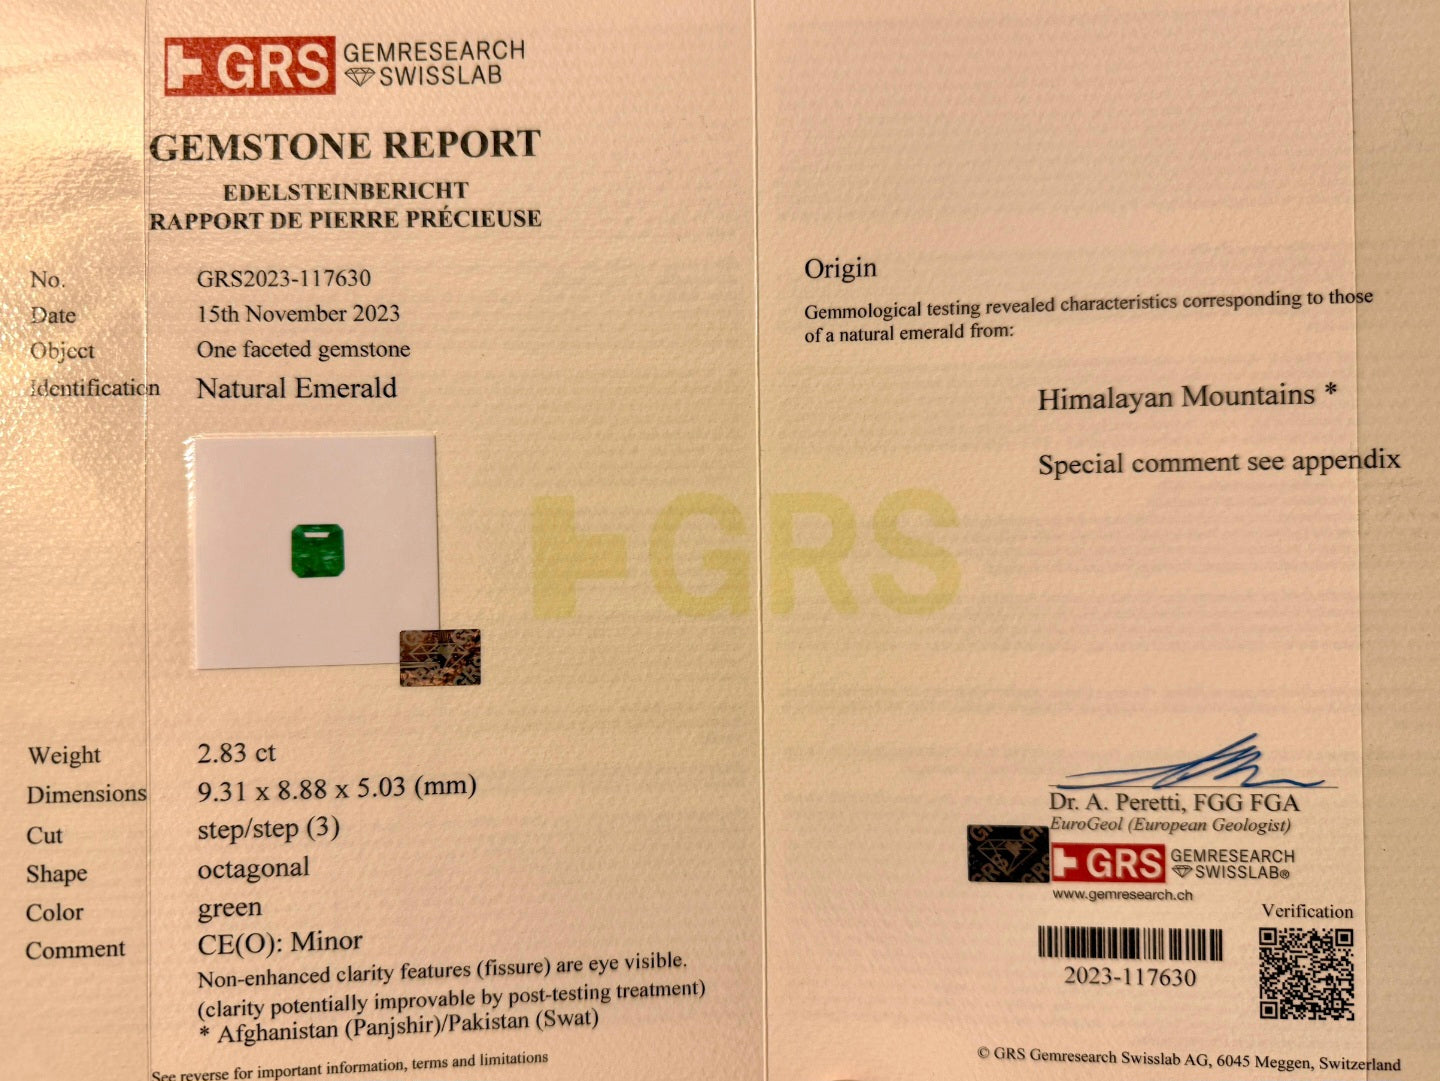 GRS GEMRESEARCH
SWISSLAB
GEMSTONE REPORT
EDELSTEINBERICHT
RAPPORT DE PIERRE PRÉCIEUSE
No. GRS2023-117630
Date 15th November 2023
Object One faceted gemstone
Identification Natural Emerald
Weight 2.83 ct
Dimensions 9.31 x 8.88 x 5.03 (mm)
Cut step/step (3)
Shape octagonal
Color green
Comment CE(O): Minor
Non-enhanced clarity features (fissure) are eye visible.
(clarity potentially improvable by post-testing treatment)
* Afghanistan (Panjshir)/Pakistan (Swat)
See reverse for important information, terms and limitations
GRS
Origin
Gemmological testing revealed characteristics corresponding to those
of a natural emerald from:
Himalayan Mountains *
Special comment see appendix
Dr. A. Peretti, FGG FGA
EuroGeol (European Geologist)
GRS GEMRESEARCH
SWISSLAB®
www.gemresearch.ch
Verification
2023-117630
© GRS Gemresearch Swisslab AG, 6045 Meggen, Switzerland